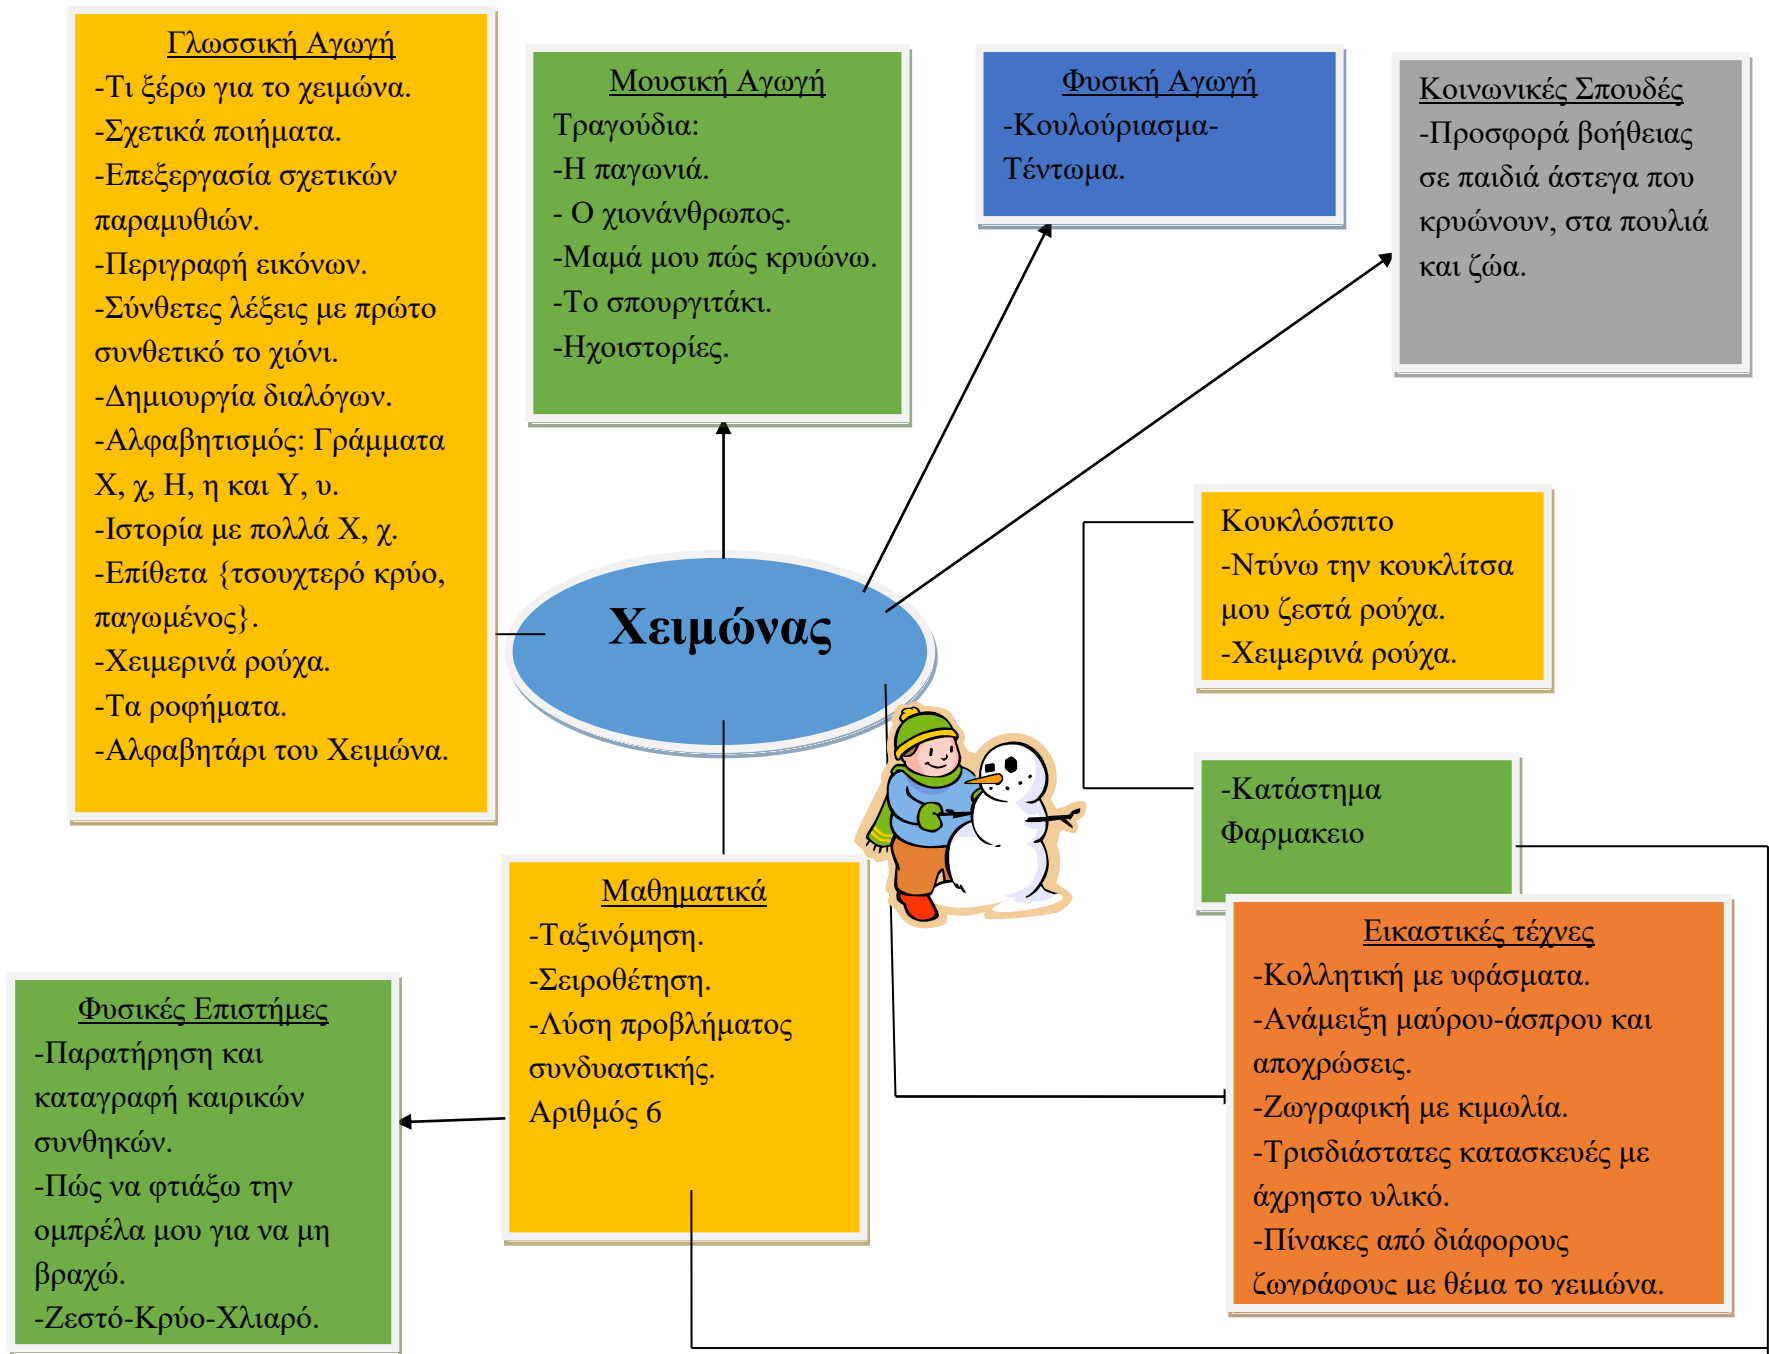 Γλωσσική Αγωγή
-Τι ξέρω για το χειμώνα.
-Σχετικά ποιήματα.
-Επεξεργασία σχετικών
παραμυθιών.
-Περιγραφή εικόνων.
-Σύνθετες λέξεις με πρώτο
συνθετικό το χιόνι.
-Δημιουργία διαλόγων.
-Αλφαβητισμός: Γράμματα
Χ, χ, Η, η και Υ, υ.
-Ιστορία με πολλά Χ, χ.
-Επίθετα {τσουχτερό κρύο,
παγωμένος}.
-Χειμερινά ρούχα.
-Τα ροφήματα.
-Αλφαβητάρι του Χειμώνα.
Μουσική Αγωγή
Τραγούδια:
-Η παγωνιά.
- Ο χιονάνθρωπος.
-Μαμά μου πώς κρυώνω.
-Το σπουργιτάκι.
-Ηχοιστορίες.
Φυσική Αγωγή
-Κουλούριασμα-
Τέντωμα.
Κοινωνικές Σπουδές
-Προσφορά βοήθειας
σε παιδιά άστεγα που
κρυώνουν, στα πουλιά
και ζώα.
Χειμώνας
Κουκλόσπιτο
-Ντύνω την κουκλίτσα
μου ζεστά ρούχα.
-Χειμερινά ρούχα.
-Κατάστημα
Φαρμακειο
Μαθηματικά
-Ταξινόμηση.
-Σειροθέτηση.
-Λύση προβλήματος
συνδυαστικής.
Αριθμός 6
Εικαστικές τέχνες
-Κολλητική με υφάσματα.
-Ανάμειξη μαύρου-άσπρου και
αποχρώσεις.
-Ζωγραφική με κιμωλία.
-Τρισδιάστατες κατασκευές με
άχρηστο υλικό.
-Πίνακες από διάφορους
ζωγράφους με θέμα το χειμώνα.
Φυσικές Επιστήμες
-Παρατήρηση και
καταγραφή καιρικών
συνθηκών.
-Πώς να φτιάξω την
ομπρέλα μου για να μη
βραχώ.
-Ζεστό-Κρύο-Χλιαρό.